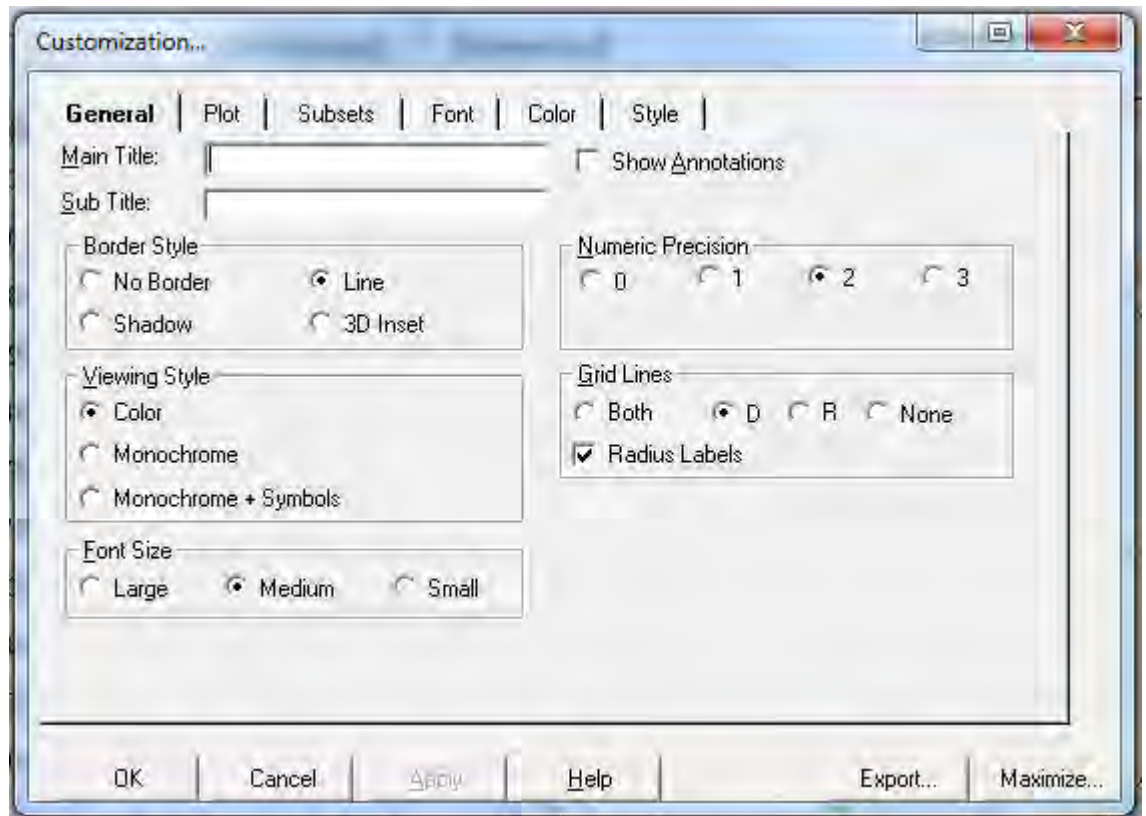 Customization...
General Plot Subsets Font Color Style
Main Title:
Show Annotations
Sub Title:
Border Style
No Border Line
Shadow 3D Inset
Numeric Precision
0 1 2 3
Viewing Style
Color
Monochrome
Monochrome + Symbols
Grid Lines
Both D R None
Radius Labels
Font Size
Large Medium Small
OK Cancel Apply Help Export... Maximize...